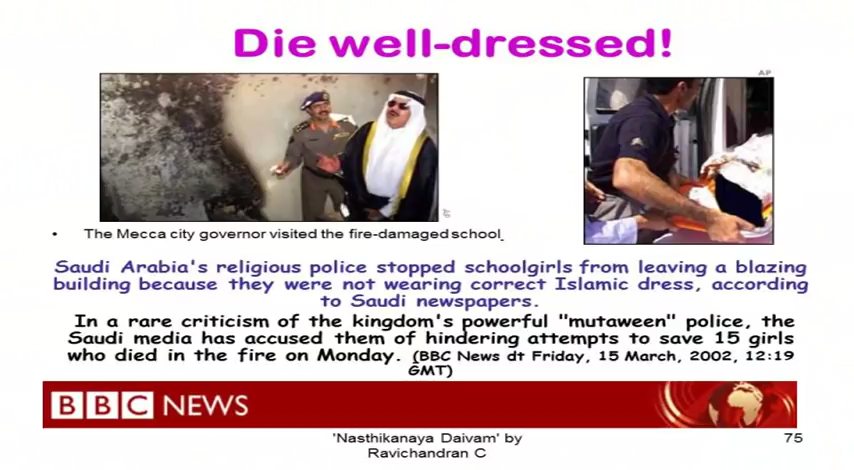 Die well-dressed!
AP
• The Mecca city governor visited the fire-damaged school.
Saudi Arabia's religious police stopped schoolgirls from leaving a blazing
building because they were not wearing correct Islamic dress, according
to Saudi newspapers.
In a rare criticism of the kingdom's powerful "mutaween" police, the
Saudi media has accused them of hindering attempts to save 15 girls
who died in the fire on Monday. (BBC News dt Friday, 15 March, 2002, 12:19
GMT)
BBC NEWS
'Nasthikanaya Daivam' by
Ravichandran C
75